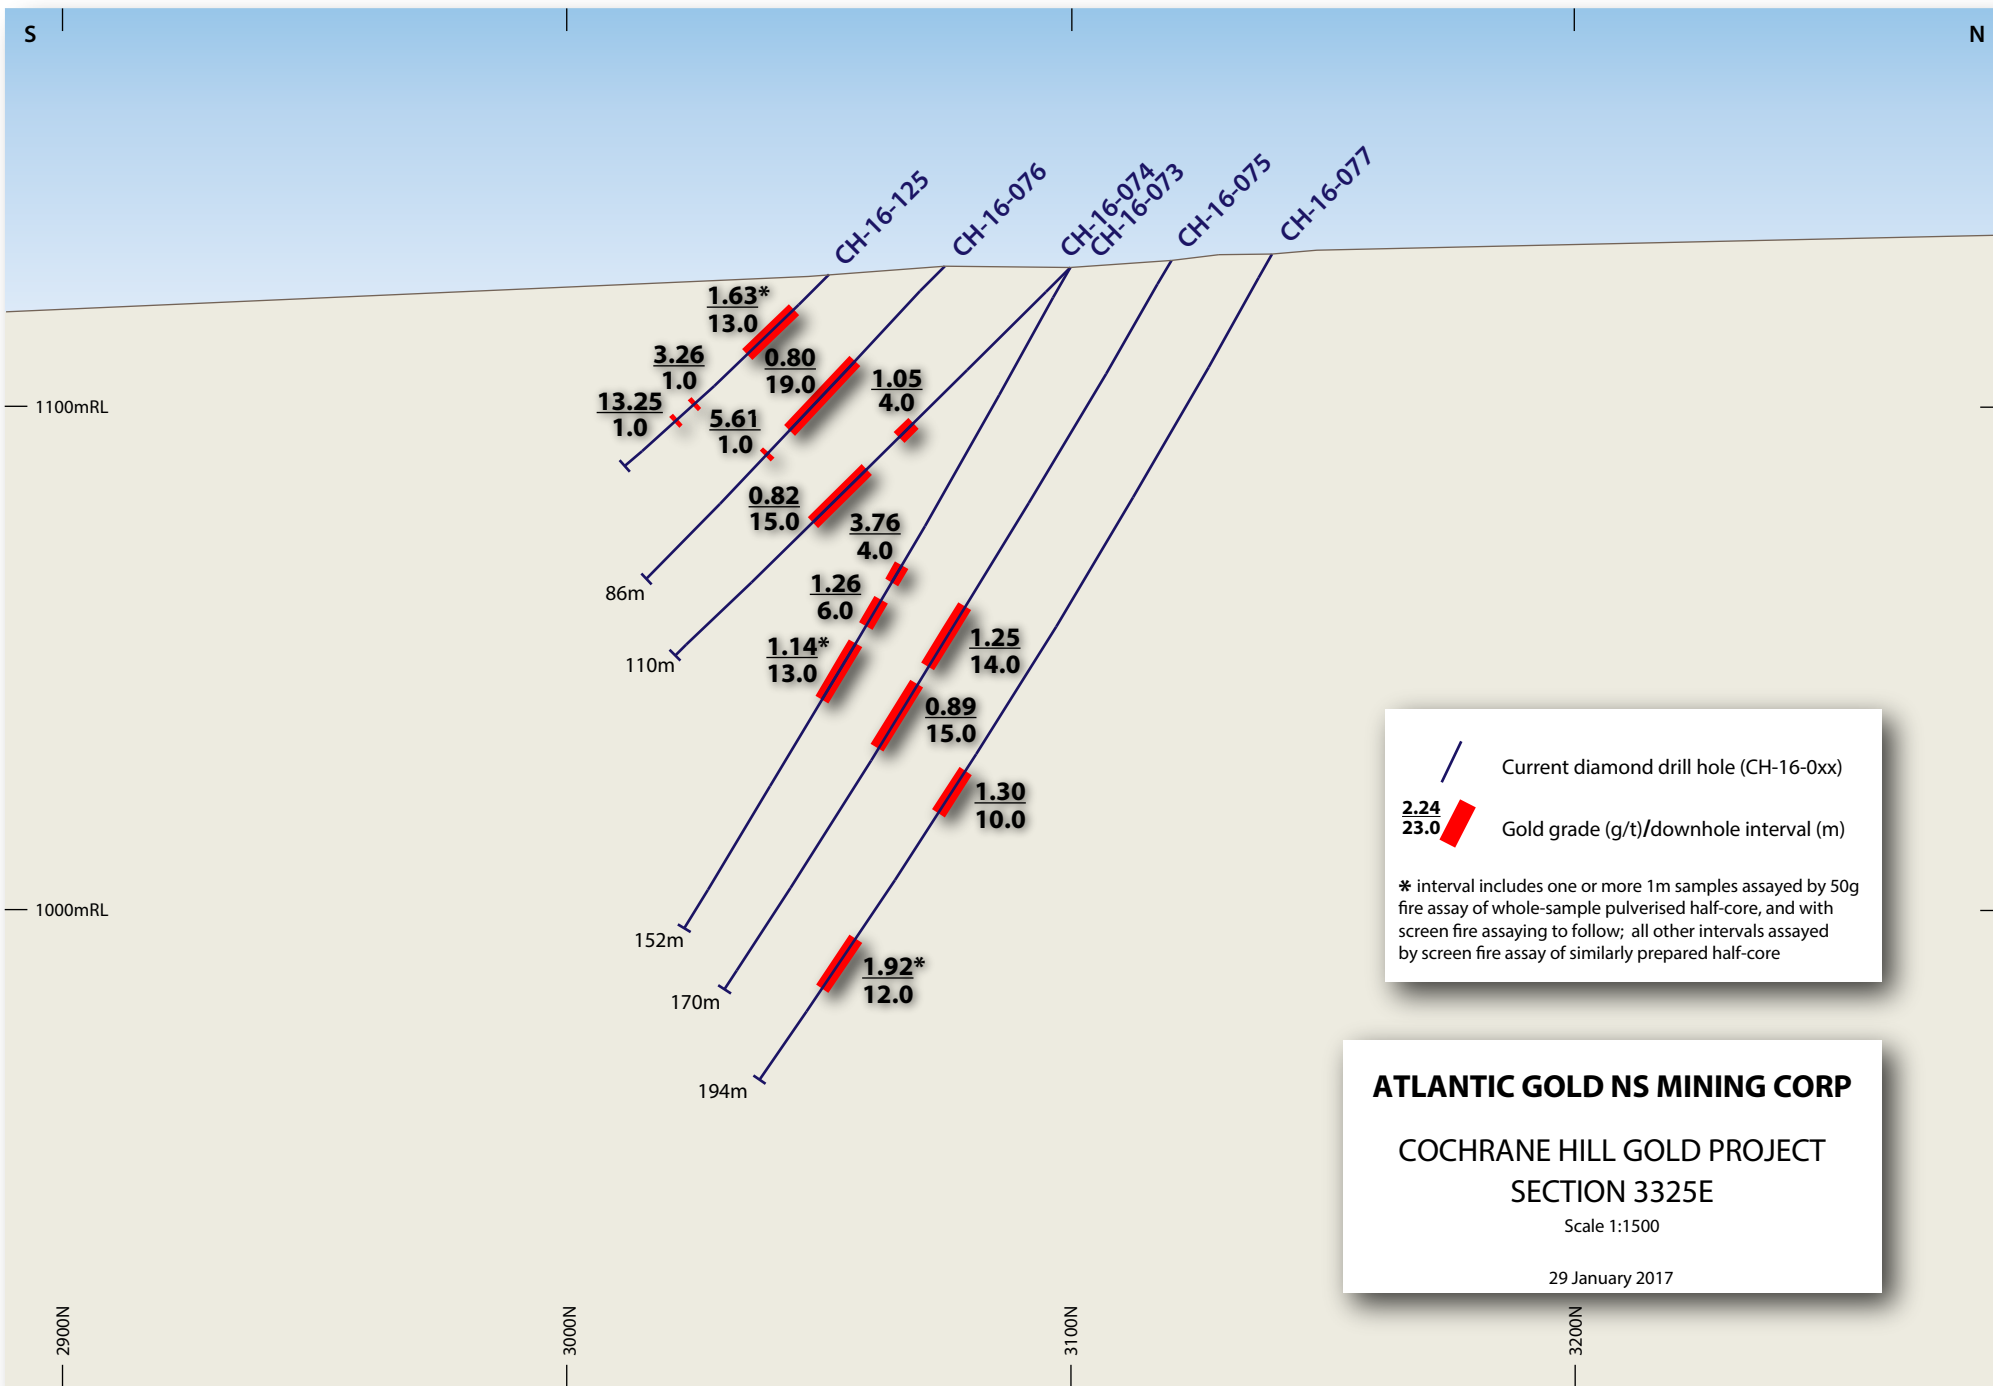 S
N
CH-16-125
CH-16-076
CH-16-074
CH-16-073
CH-16-075
CH-16-077
1.63*
13.0
3.26
1.0
13.25
1.0
0.80
19.0
5.61
1.0
1.05
4.0
0.82
15.0
3.76
4.0
1.26
6.0
1.14*
13.0
1.25
14.0
0.89
15.0
1.30
10.0
1.92*
12.0
1100mRL
1000mRL
86m
110m
152m
170m
194m
Current diamond drill hole (CH-16-0xx)
2.24
23.0
Gold grade (g/t)/downhole interval (m)
* interval includes one or more 1m samples assayed by 50g
fire assay of whole-sample pulverised half-core, and with
screen fire assaying to follow; all other intervals assayed
by screen fire assay of similarly prepared half-core
ATLANTIC GOLD NS MINING CORP
COCHRANE HILL GOLD PROJECT
SECTION 3325E
Scale 1:1500
29 January 2017
2900N
3000N
3100N
3200N